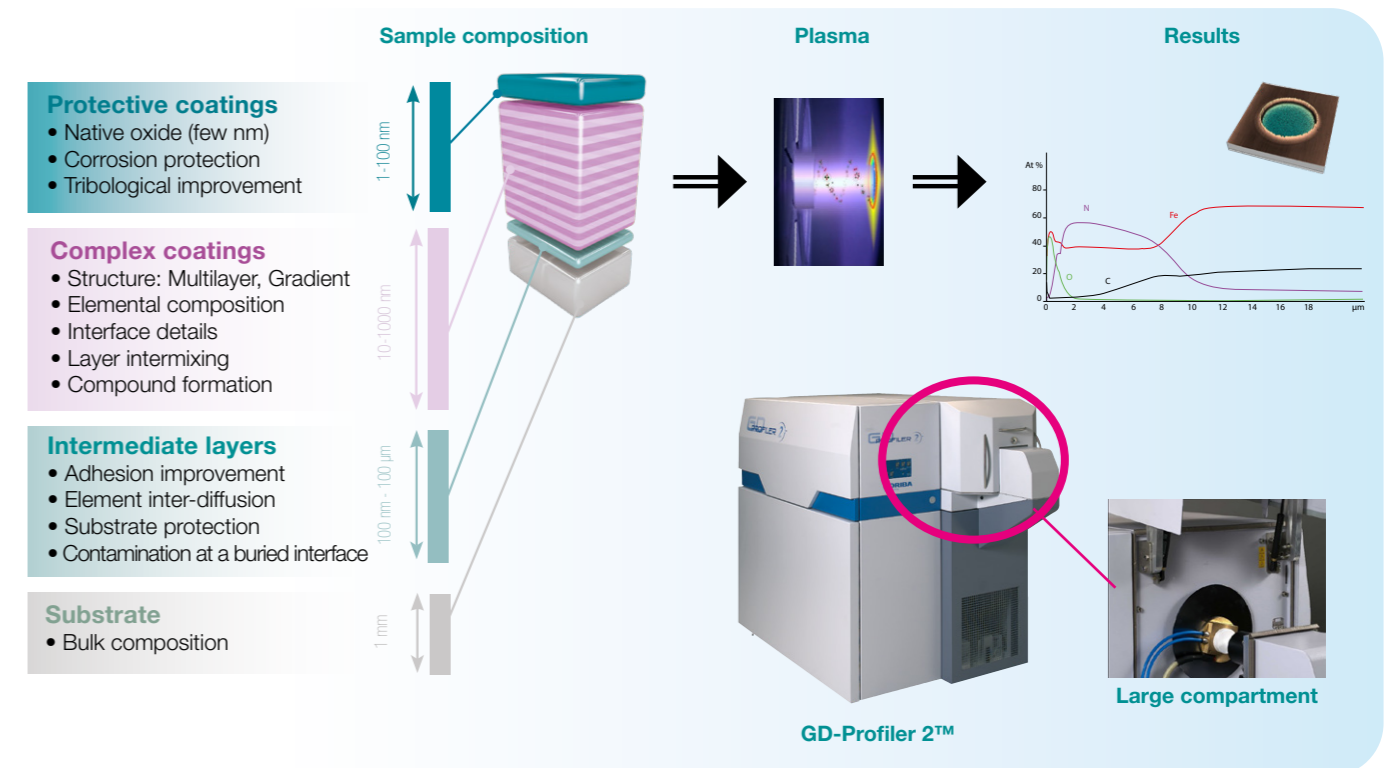 Sample composition
Plasma
Results
Protective coatings
• Native oxide (few nm)
• Corrosion protection
• Tribological improvement
1-100 nm
Complex coatings
• Structure: Multilayer, Gradient
• Elemental composition
• Interface details
• Layer intermixing
• Compound formation
10-1000 nm
Intermediate layers
• Adhesion improvement
• Element inter-diffusion
• Substrate protection
• Contamination at a buried interface
100 nm - 100 µm
Substrate
• Bulk composition
1 mm
At %
80
60
40
20
0
N
Fe
O
C
0 2 4 6 8 10 12 14 16 18 µm
GD-Profiler 2™
Large compartment